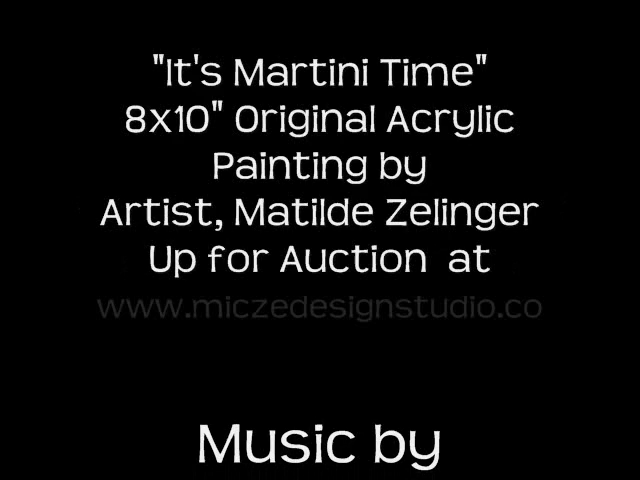 "It's Martini Time"
8x10" Original Acrylic
Painting by
Artist, Matilde Zelinger
Up for Auction at
www.miczedesignstudio.co
Music by